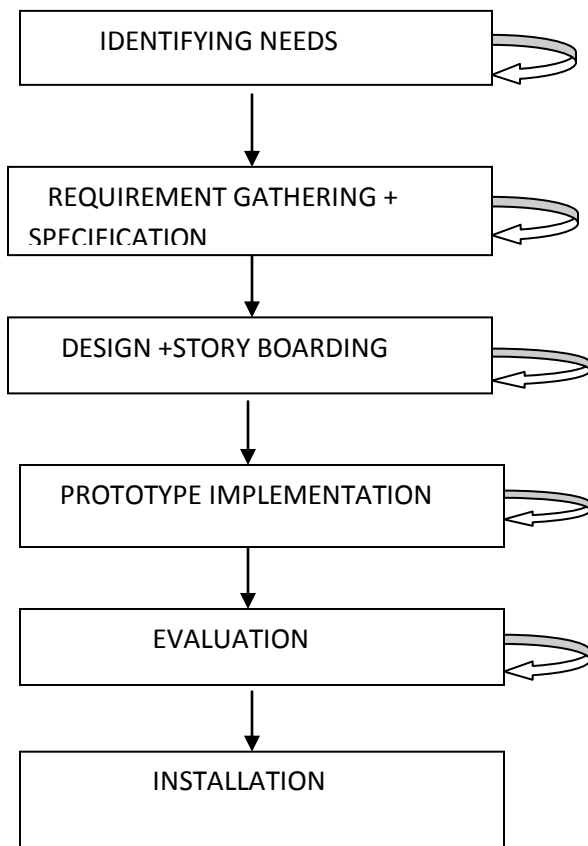 IDENTIFYING NEEDS
REQUIREMENT GATHERING +
SPECIFICATION
DESIGN +STORY BOARDING
PROTOTYPE IMPLEMENTATION
EVALUATION
INSTALLATION